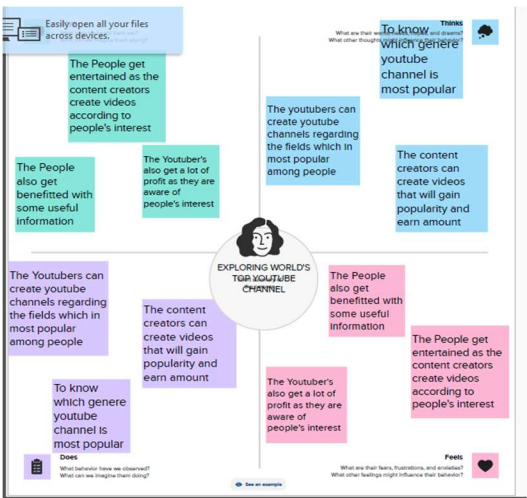 Easily open all your files
across devices.
The People get
entertained as the
content creators
create videos
according to
people's interest
The People
also get
benefitted with
some useful
information
The Youtuber's
also get a lot of
profit as they are
aware of
people's interest
Thinks
What are their
and dreams?
What other thoughts might influence their behavior?
To know
which genere
youtube
channel is
most popular
The youtubers can
create youtube
channels regarding
the fields which in
most popular
among people
The content
creators can
create videos
that will gain
popularity and
earn amount
EXPLORING WORLD'S
TOP YOUTUBE
CHANNEL
The Youtubers can
create youtube
channels regarding
the fields which in
most popular
among people
The content
creators can
create videos
that will gain
popularity and
earn amount
To know
which genere
youtube
channel is
most popular
Does
What behavior have we observed?
What can we imagine them doing?
The People
also get
benefitted with
some useful
information
The People get
entertained as the
content creators
create videos
according to
people's interest
The Youtuber's
also get a lot of
profit as they are
aware of
people's interest
Feels
What are their fears, frustrations, and anxieties?
What other feelings might influence their behavior?
See an example